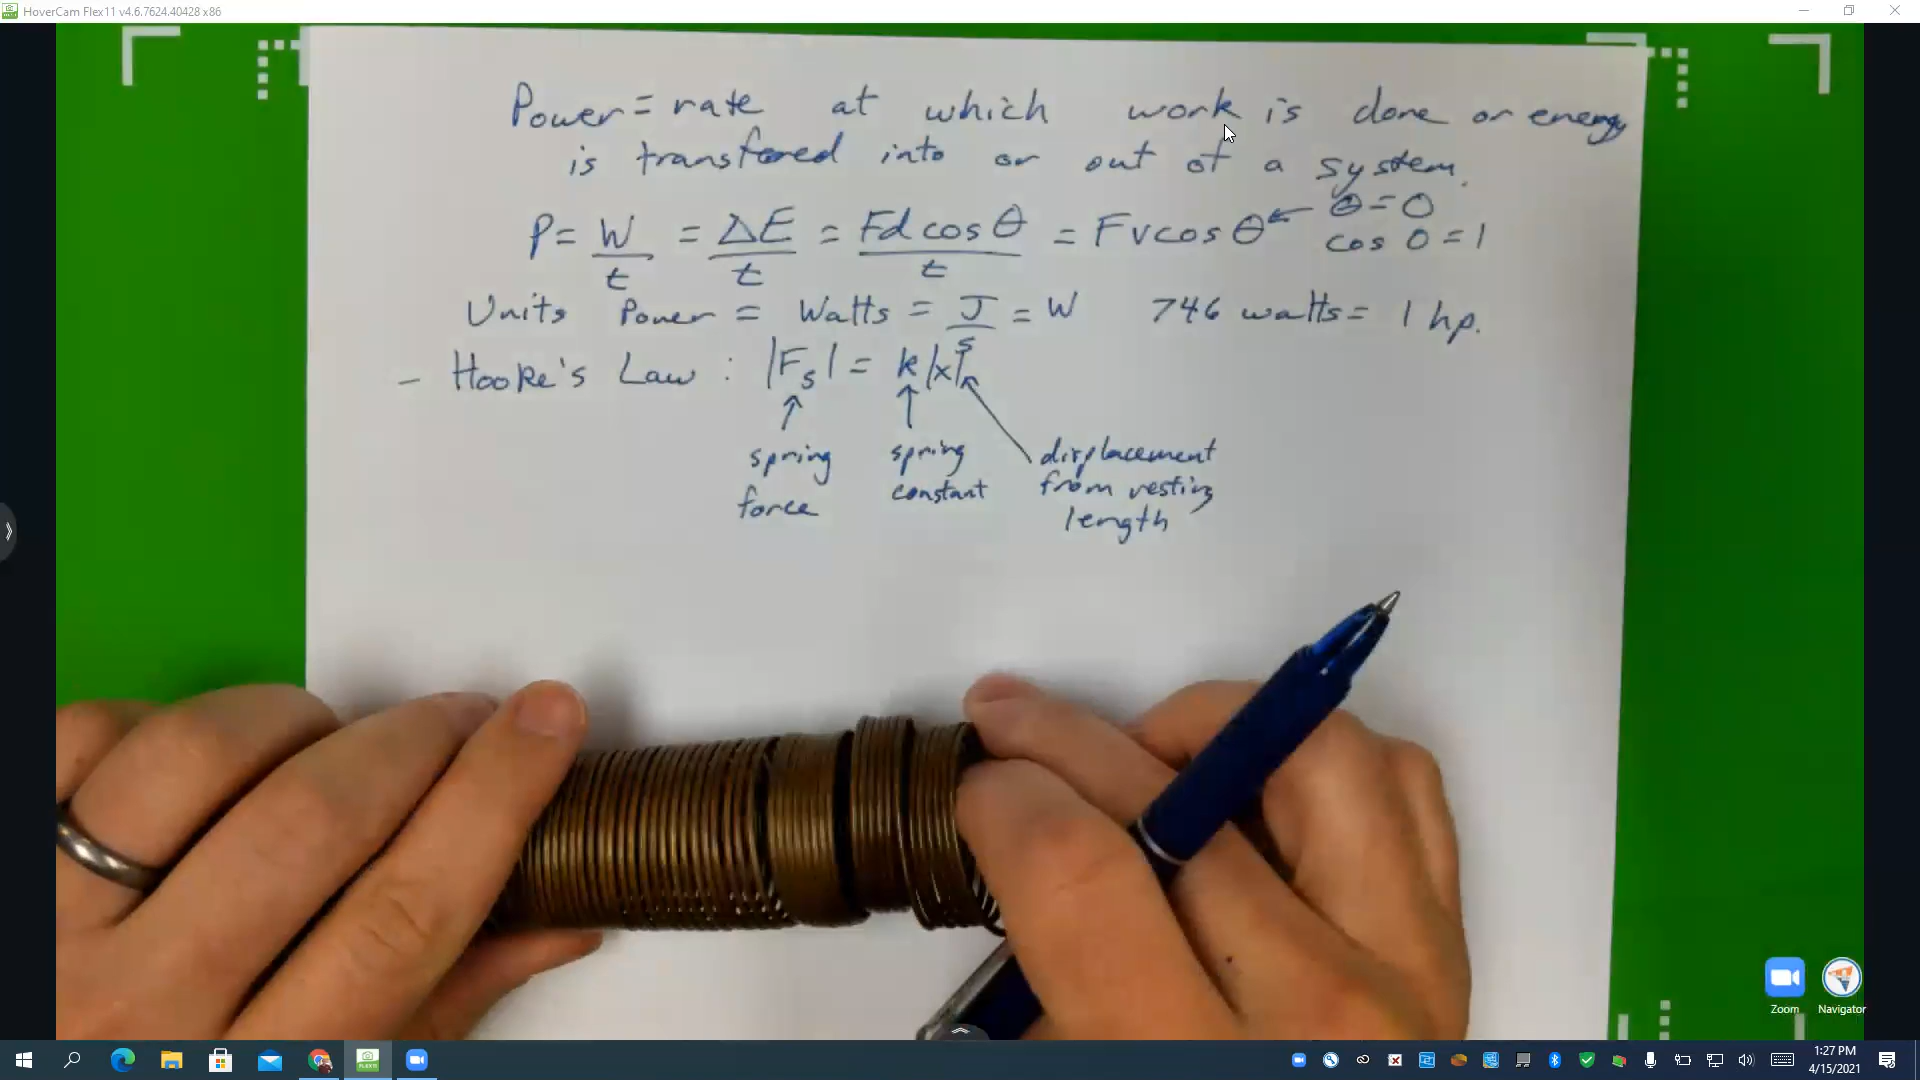 HoverCam Flex11 v4.6.7624.40428 x86
Power = rate at which work is done or energy
is transfered into or out of a system.
P = W/t = ΔE/t = Fd cos θ/t = Fv cos θ ← θ = 0
cos 0 = 1
Units Power = Watts = J/s = W 746 watts = 1 hp.
- Hooke's Law : |Fs| = k|x|
spring force
spring constant
displacement from resting length
Zoom
Navigator
FLEX11
1:27 PM
4/15/2021